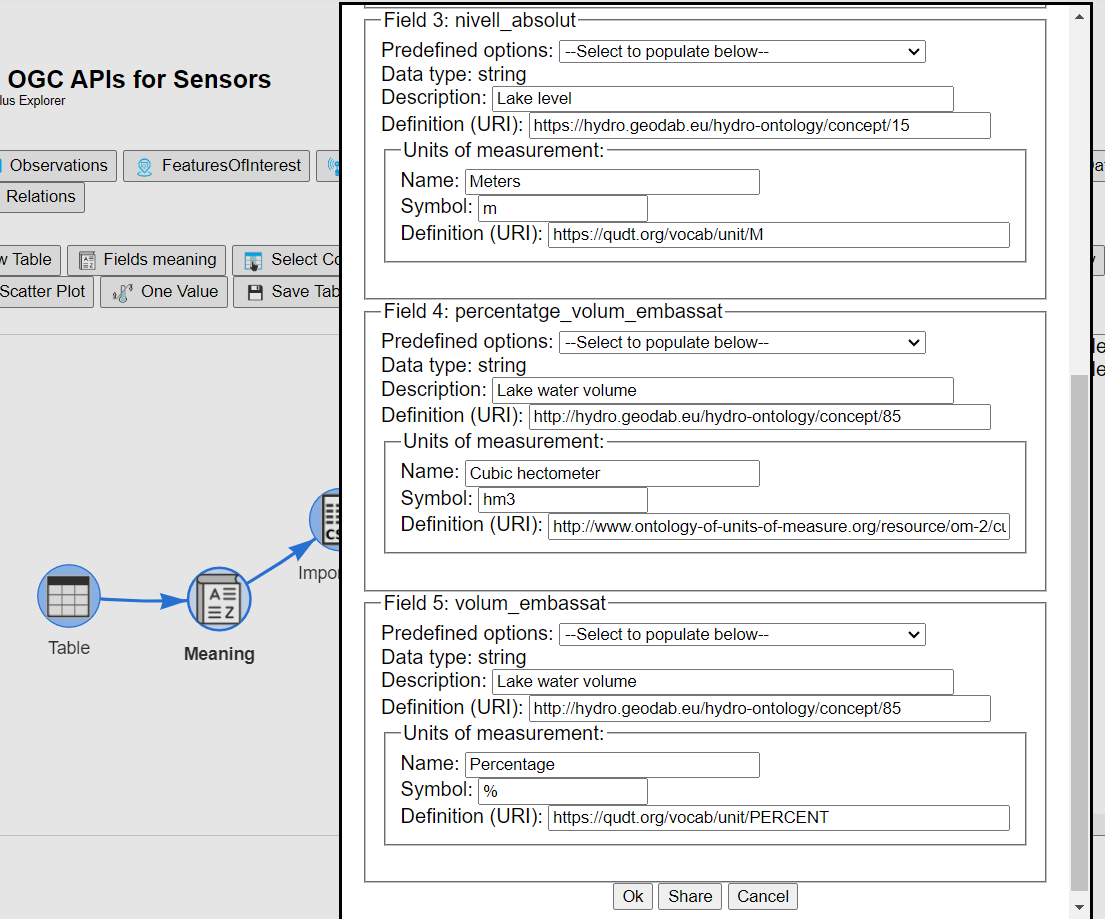 OGC APIs for Sensors
lus Explorer
Observations
FeaturesOfInterest
Relations
w Table
Fields meaning
Select Co
Scatter Plot
One Value
Save Tab
Table
Meaning
Impor
Field 3: nivell_absolut
Predefined options: --Select to populate below--
Data type: string
Description: Lake level
Definition (URI): https://hydro.geodab.eu/hydro-ontology/concept/15
Units of measurement:
Name: Meters
Symbol: m
Definition (URI): https://qudt.org/vocab/unit/M
Field 4: percentatge_volum_embassat
Predefined options: --Select to populate below--
Data type: string
Description: Lake water volume
Definition (URI): http://hydro.geodab.eu/hydro-ontology/concept/85
Units of measurement:
Name: Cubic hectometer
Symbol: hm3
Definition (URI): http://www.ontology-of-units-of-measure.org/resource/om-2/cu
Field 5: volum_embassat
Predefined options: --Select to populate below--
Data type: string
Description: Lake water volume
Definition (URI): http://hydro.geodab.eu/hydro-ontology/concept/85
Units of measurement:
Name: Percentage
Symbol: %
Definition (URI): https://qudt.org/vocab/unit/PERCENT
Ok
Share
Cancel